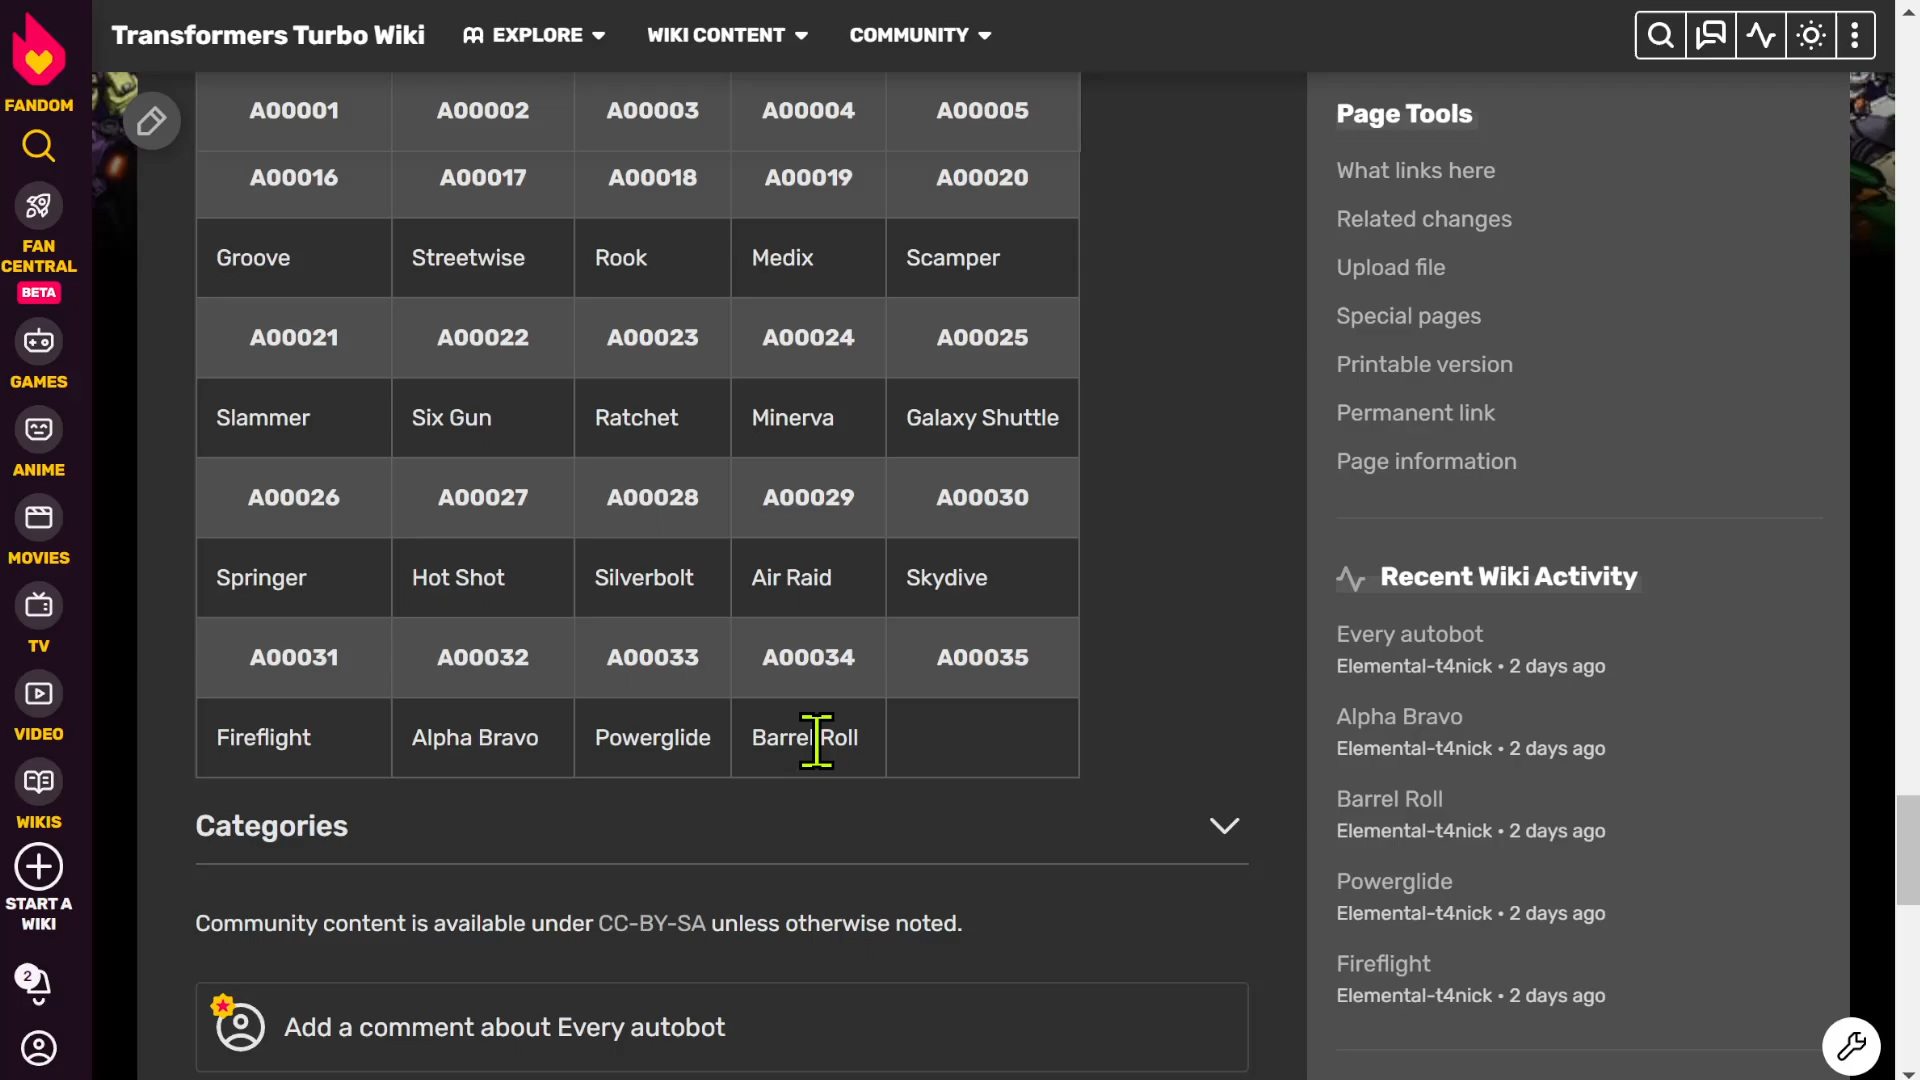 Transformers Turbo Wiki
EXPLORE
WIKI CONTENT
COMMUNITY
FANDOM
FAN
CENTRAL
BETA
GAMES
ANIME
MOVIES
TV
VIDEO
WIKIS
START A
WIKI
2
A00001 A00002 A00003 A00004 A00005
A00016 A00017 A00018 A00019 A00020
Groove Streetwise Rook Medix Scamper
A00021 A00022 A00023 A00024 A00025
Slammer Six Gun Ratchet Minerva Galaxy Shuttle
A00026 A00027 A00028 A00029 A00030
Springer Hot Shot Silverbolt Air Raid Skydive
A00031 A00032 A00033 A00034 A00035
Fireflight Alpha Bravo Powerglide Barrel Roll
Categories
Community content is available under CC-BY-SA unless otherwise noted.
Add a comment about Every autobot
Page Tools
What links here
Related changes
Upload file
Special pages
Printable version
Permanent link
Page information
Recent Wiki Activity
Every autobot
Elemental-t4nick • 2 days ago
Alpha Bravo
Elemental-t4nick • 2 days ago
Barrel Roll
Elemental-t4nick • 2 days ago
Powerglide
Elemental-t4nick • 2 days ago
Fireflight
Elemental-t4nick • 2 days ago